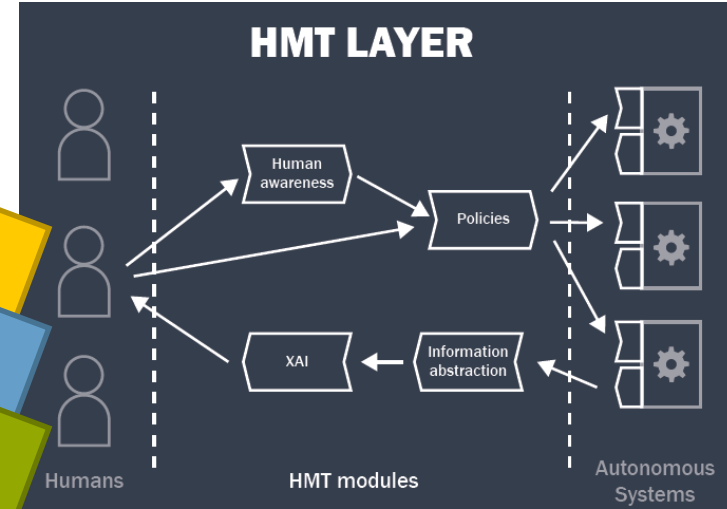 HMT LAYER
Human
awareness
Policies
XAI
Information
abstraction
Humans
HMT modules
Autonomous
Systems